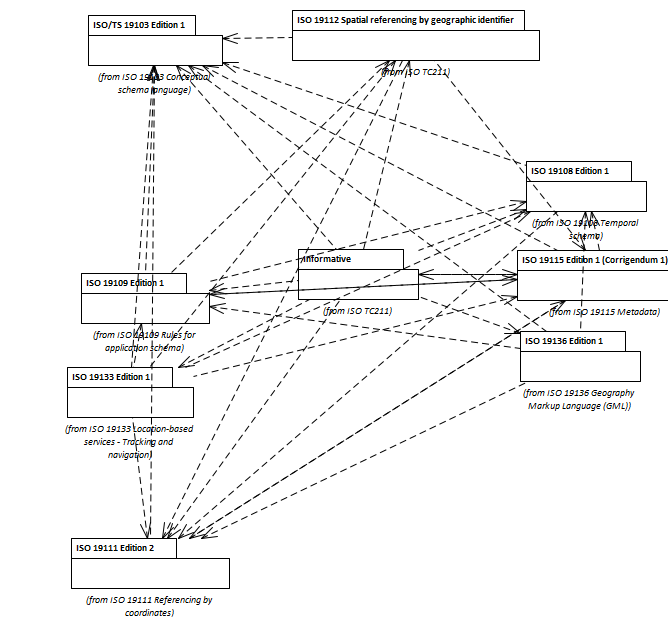 ISO/TS 19103 Edition 1
(from ISO 19103 Conceptual
schema language)
ISO 19112 Spatial referencing by geographic identifier
(from ISO TC211)
ISO 19108 Edition 1
(from ISO 19108 Temporal
schema)
Informative
(from ISO TC211)
ISO 19115 Edition 1 (Corrigendum 1)
(from ISO 19115 Metadata)
ISO 19109 Edition 1
(from ISO 19109 Rules for
application schema)
ISO 19136 Edition 1
(from ISO 19136 Geography
Markup Language (GML))
ISO 19133 Edition 1
(from ISO 19133 Location-based
services - Tracking and
navigation)
ISO 19111 Edition 2
(from ISO 19111 Referencing by
coordinates)